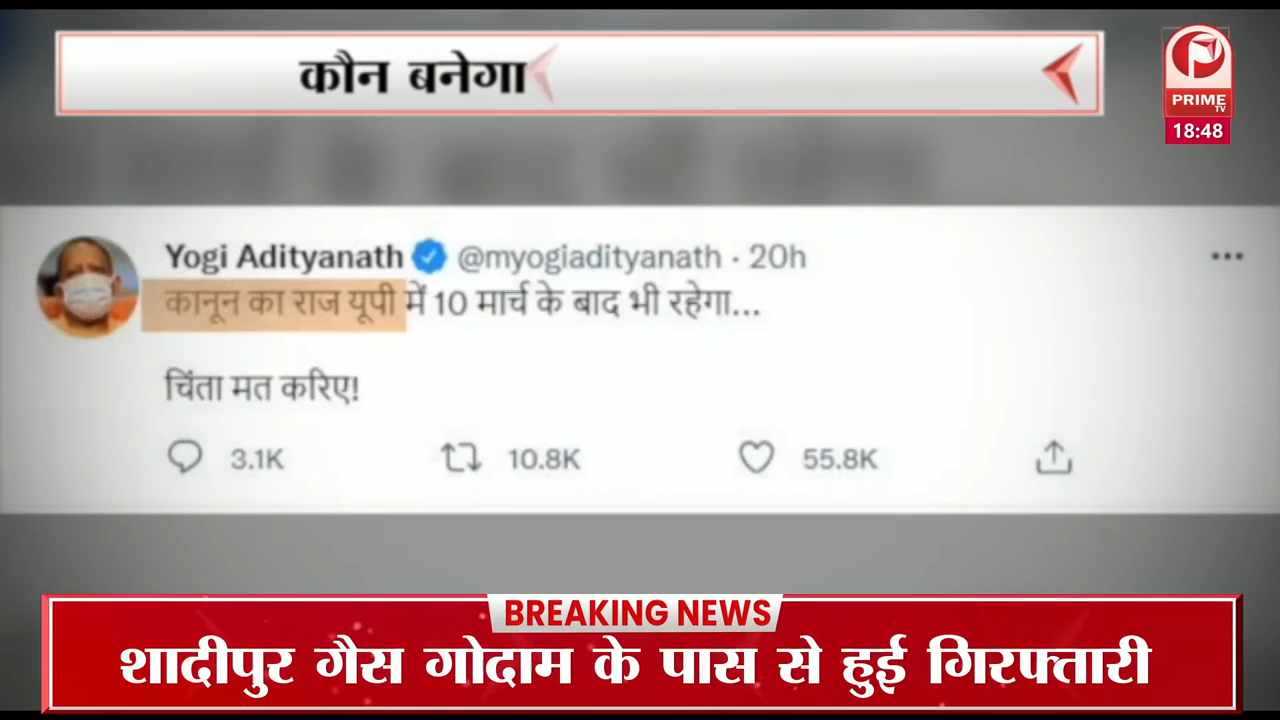 कौन बनेगा
PRIME
TV
18:48
Yogi Adityanath @myogiadityanath · 20h
कानून का राज यूपी में 10 मार्च के बाद भी रहेगा...
चिंता मत करिए!
3.1K 10.8K 55.8K
BREAKING NEWS
शादीपुर गैस गोदाम के पास से हुई गिरफ्तारी